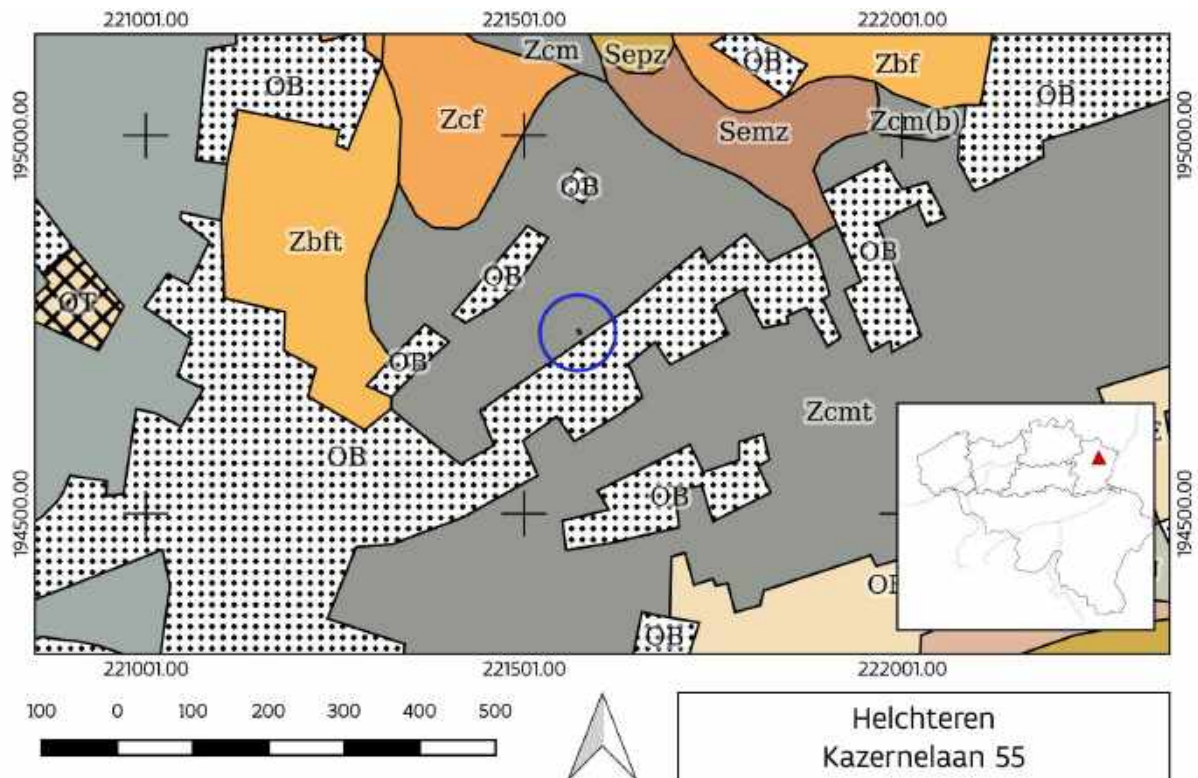 221001.00 221501.00 222001.00
Zcm Sepz OB Zbf
OB OB
195000.00 Zcf Semz Zcm(b) 195000.00
OB
Zbft OB
OB
OT
OB
Zcmt
OB
OB
194500.00 194500.00
OB
221001.00 221501.00 222001.00
100 0 100 200 300 400 500
Helchteren
Kazernelaan 55